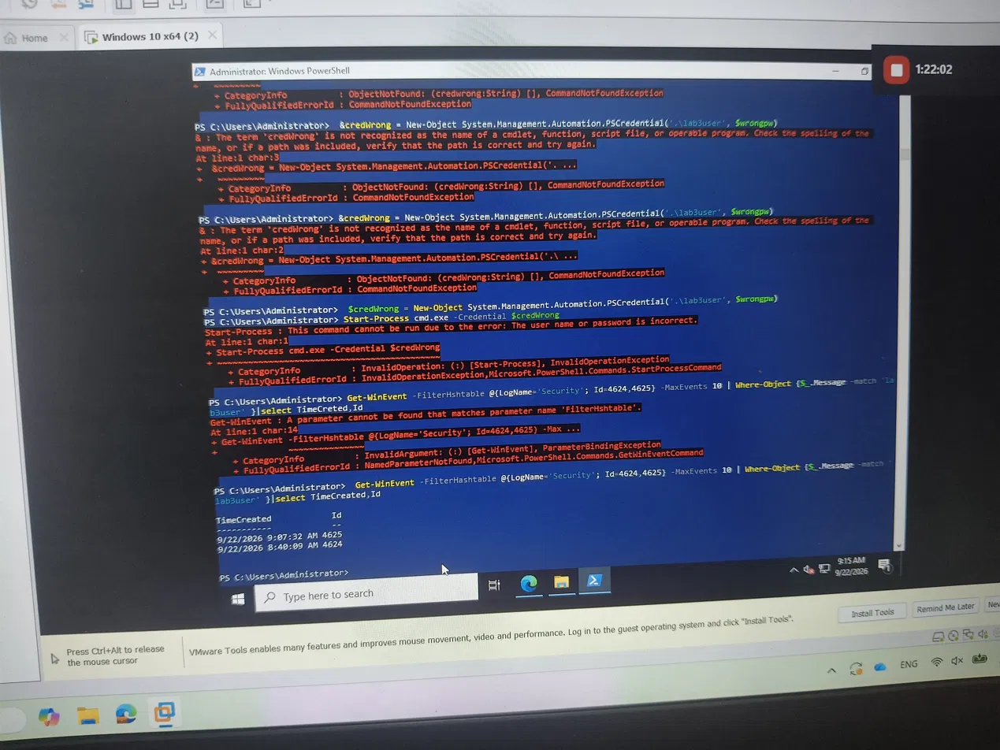 Home
Windows 10 x64 (2)
Administrator: Windows PowerShell
1:22:02
+ ~~~~~~~~~
+ CategoryInfo : ObjectNotFound: (credwrong:String) [], CommandNotFoundException
+ FullyQualifiedErrorId : CommandNotFoundException
PS C:\Users\Administrator> &credWrong = New-Object System.Management.Automation.PSCredential('.\lab3user', $wrongpw)
& : The term 'credWrong' is not recognized as the name of a cmdlet, function, script file, or operable program. Check the spelling of the
name, or if a path was included, verify that the path is correct and try again.
At line:1 char:3
+ &credWrong = New-Object System.Management.Automation.PSCredential('. ...
+ ~~~~~~~~~
+ CategoryInfo : ObjectNotFound: (credWrong:String) [], CommandNotFoundException
+ FullyQualifiedErrorId : CommandNotFoundException
PS C:\Users\Administrator> &credWrong = New-Object System.Management.Automation.PSCredential('.\lab3user', $wrongpw)
& : The term 'credWrong' is not recognized as the name of a cmdlet, function, script file, or operable program. Check the spelling of the
name, or if a path was included, verify that the path is correct and try again.
At line:1 char:2
+ &credWrong = New-Object System.Management.Automation.PSCredential('.\ ...
+ ~~~~~~~~~
+ CategoryInfo : ObjectNotFound: (credWrong:String) [], CommandNotFoundException
+ FullyQualifiedErrorId : CommandNotFoundException
PS C:\Users\Administrator> $credWrong = New-Object System.Management.Automation.PSCredential('.\lab3user', $wrongpw)
PS C:\Users\Administrator> Start-Process cmd.exe -Credential $credWrong
Start-Process : This command cannot be run due to the error: The user name or password is incorrect.
At line:1 char:1
+ Start-Process cmd.exe -Credential $credWrong
+ ~~~~~~~~~~~~~~~~~~~~~~~~~~~~~~~~~~~~~~~~~~~~
+ CategoryInfo : InvalidOperation: (:) [Start-Process], InvalidOperationException
+ FullyQualifiedErrorId : InvalidOperationException,Microsoft.PowerShell.Commands.StartProcessCommand
PS C:\Users\Administrator> Get-WinEvent -FilterHshtable @{LogName='Security'; Id=4624,4625} -MaxEvents 10 | Where-Object {$_.Message -match 'la
b3user' }|select TimeCreted,Id
Get-WinEvent : A parameter cannot be found that matches parameter name 'FilterHshtable'.
At line:1 char:14
+ Get-WinEvent -FilterHshtable @{LogName='Security'; Id=4624,4625} -Max ...
+ ~~~~~~~~~~~~~~~
+ CategoryInfo : InvalidArgument: (:) [Get-WinEvent], ParameterBindingException
+ FullyQualifiedErrorId : NamedParameterNotFound,Microsoft.PowerShell.Commands.GetWinEventCommand
PS C:\Users\Administrator> Get-WinEvent -FilterHashtable @{LogName='Security'; Id=4624,4625} -MaxEvents 10 | Where-Object {$_.Message -match '
lab3user' }|select TimeCreated,Id
TimeCreated Id
----------- --
9/22/2026 9:07:32 AM 4625
9/22/2026 8:40:09 AM 4624
PS C:\Users\Administrator>
Type here to search
9:15 AM
9/22/2026
1
Press Ctrl+Alt to release
the mouse cursor
VMware Tools enables many features and improves mouse movement, video and performance. Log in to the guest operating system and click "Install Tools".
Install Tools
Remind Me Later
ENG